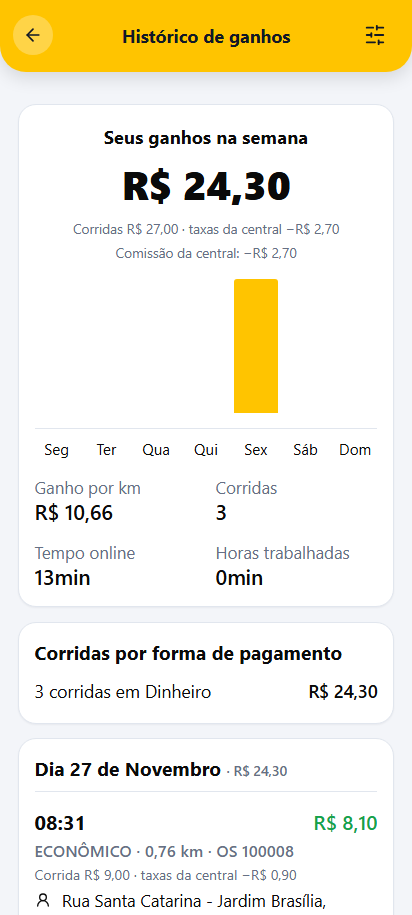 Histórico de ganhos
Seus ganhos na semana
R$ 24,30
Corridas R$ 27,00 · taxas da central −R$ 2,70
Comissão da central: −R$ 2,70
Seg Ter Qua Qui Sex Sáb Dom
Ganho por km Corridas
R$ 10,66 3
Tempo online Horas trabalhadas
13min 0min
Corridas por forma de pagamento
3 corridas em Dinheiro R$ 24,30
Dia 27 de Novembro · R$ 24,30
08:31 R$ 8,10
ECONÔMICO · 0,76 km · OS 100008
Corrida R$ 9,00 · taxas da central −R$ 0,90
Rua Santa Catarina - Jardim Brasília,